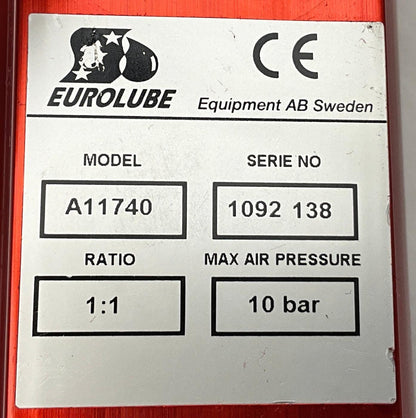 CE
EUROLUBE
Equipment AB Sweden
MODEL SERIE NO
A11740 1092 138
RATIO MAX AIR PRESSURE
1:1 10 bar